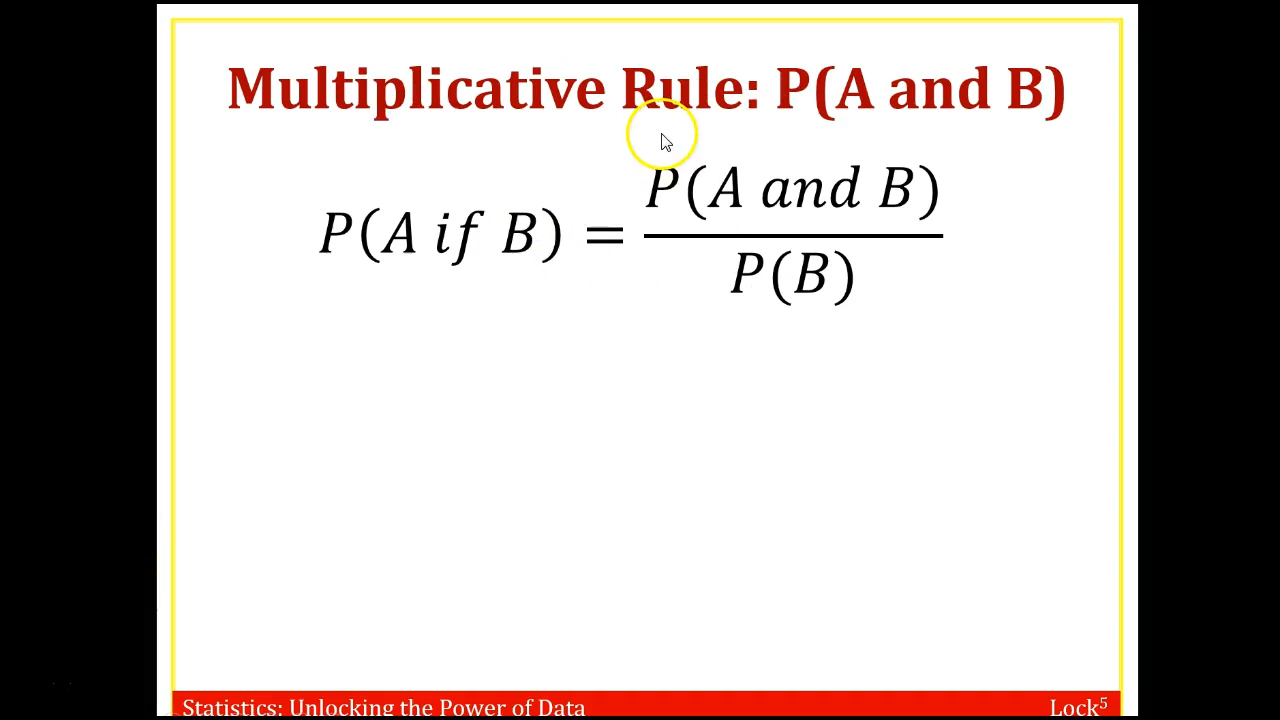 Multiplicative Rule: P(A and B)
P(A if B) = P(A and B) / P(B)
Statistics: Unlocking the Power of Data Lock⁵